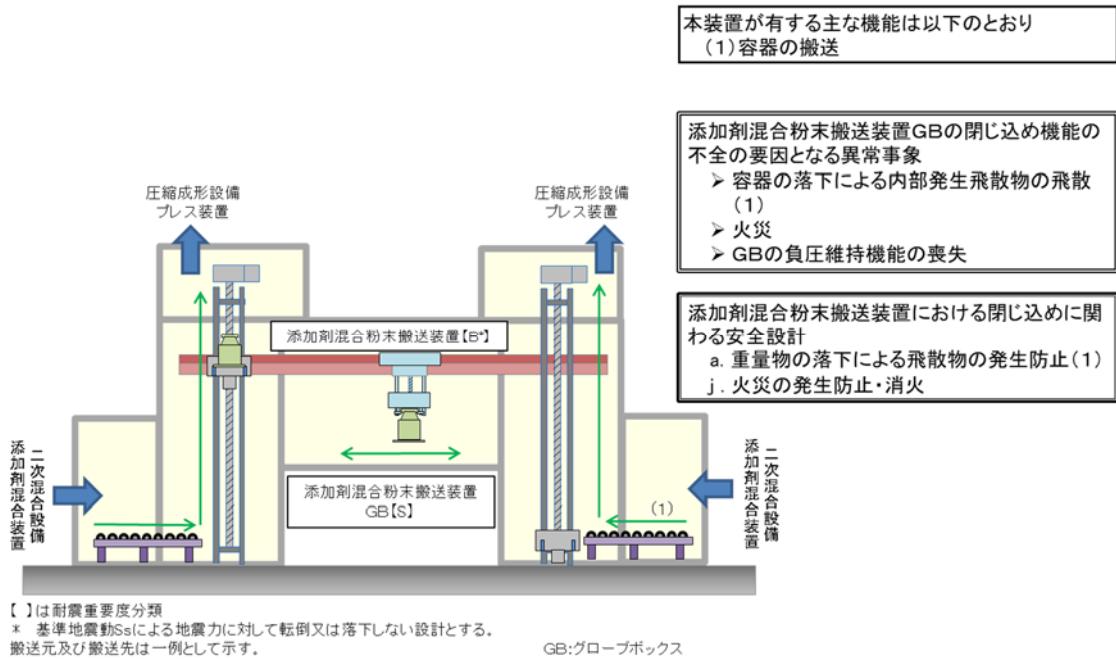 本装置が有する主な機能は以下のとおり
(1)容器の搬送
添加剤混合粉末搬送装置GBの閉じ込め機能の
不全の要因となる異常事象
➢ 容器の落下による内部発生飛散物の飛散
(1)
➢ 火災
➢ GBの負圧維持機能の喪失
添加剤混合粉末搬送装置における閉じ込めに関
わる安全設計
a. 重量物の落下による飛散物の発生防止(1)
j. 火災の発生防止・消火
圧縮成形設備
プレス装置
圧縮成形設備
プレス装置
添加剤混合粉末搬送装置【B*】
添加剤混合粉末搬送装置
GB【S】
二次混合設備
添加剤混合装置
(1)
二次混合設備
添加剤混合装置
【 】は耐震重要度分類
* 基準地震動Ssによる地震力に対して転倒又は落下しない設計とする。
搬送元及び搬送先は一例として示す。
GB:グローブボックス